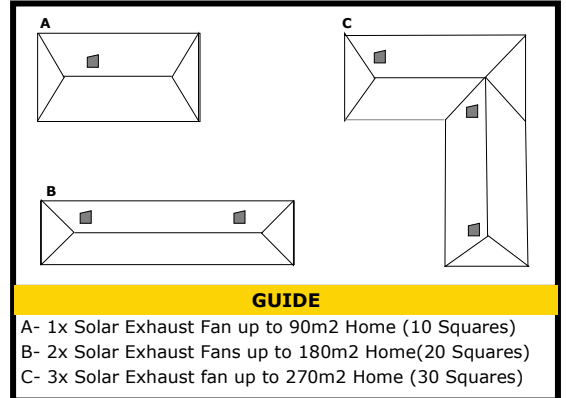 A
C
B
GUIDE
A- 1x Solar Exhaust Fan up to 90m2 Home (10 Squares)
B- 2x Solar Exhaust Fans up to 180m2 Home(20 Squares)
C- 3x Solar Exhaust fan up to 270m2 Home (30 Squares)